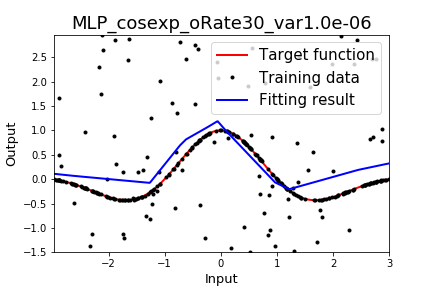 MLP_cosexp_oRate30_var1.0e-06
Target function
Training data
Fitting result
Output
2.5
2.0
1.5
1.0
0.5
0.0
−0.5
−1.0
−1.5
−2
−1
0
1
2
3
Input